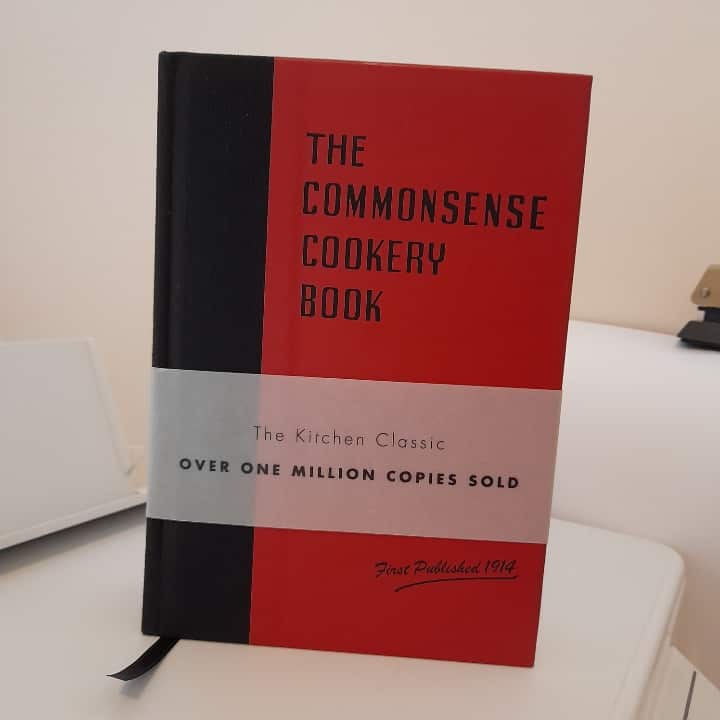 THE
COMMONSENSE
COOKERY
BOOK
The Kitchen Classic
OVER ONE MILLION COPIES SOLD
First Published 1914